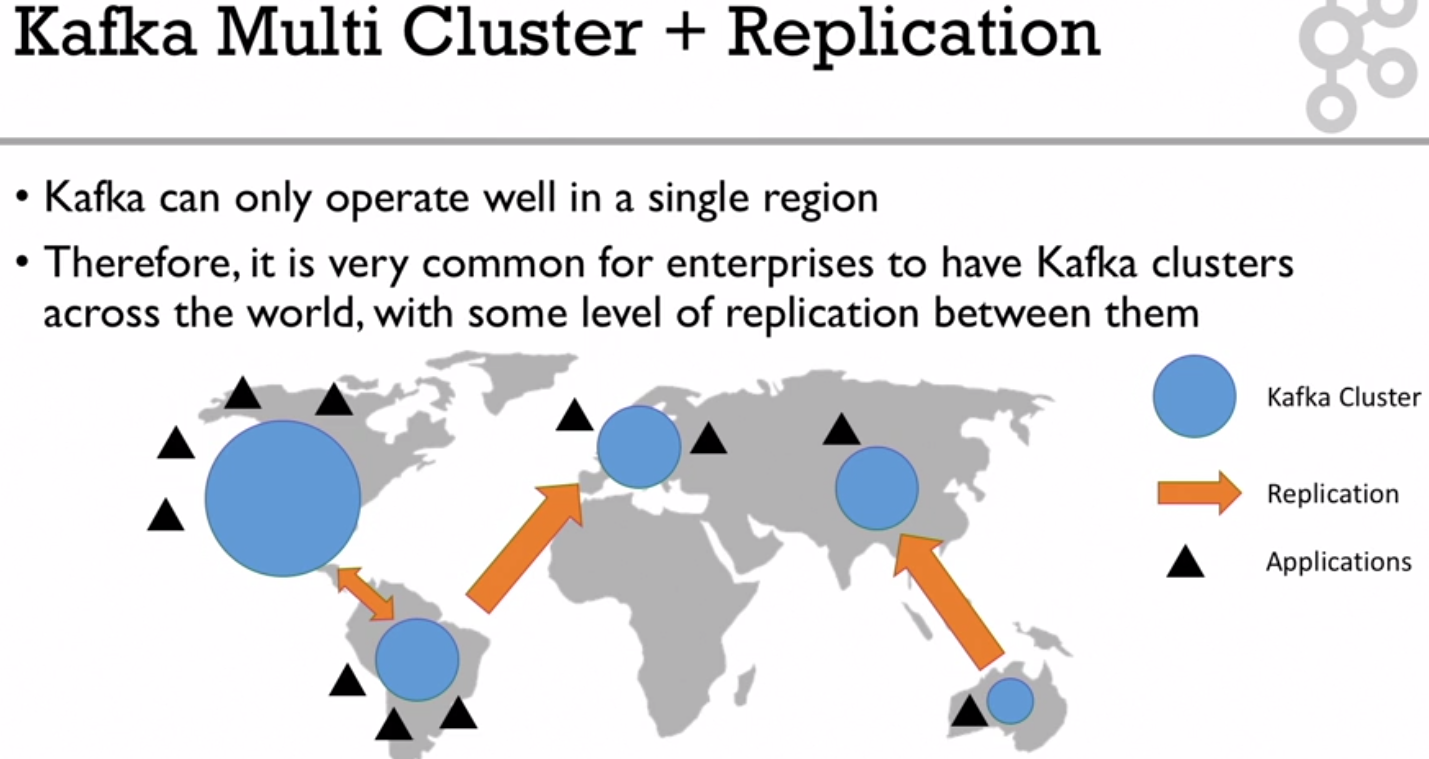 Kafka Multi Cluster + Replication
• Kafka can only operate well in a single region
• Therefore, it is very common for enterprises to have Kafka clusters
across the world, with some level of replication between them
Kafka Cluster
Replication
Applications